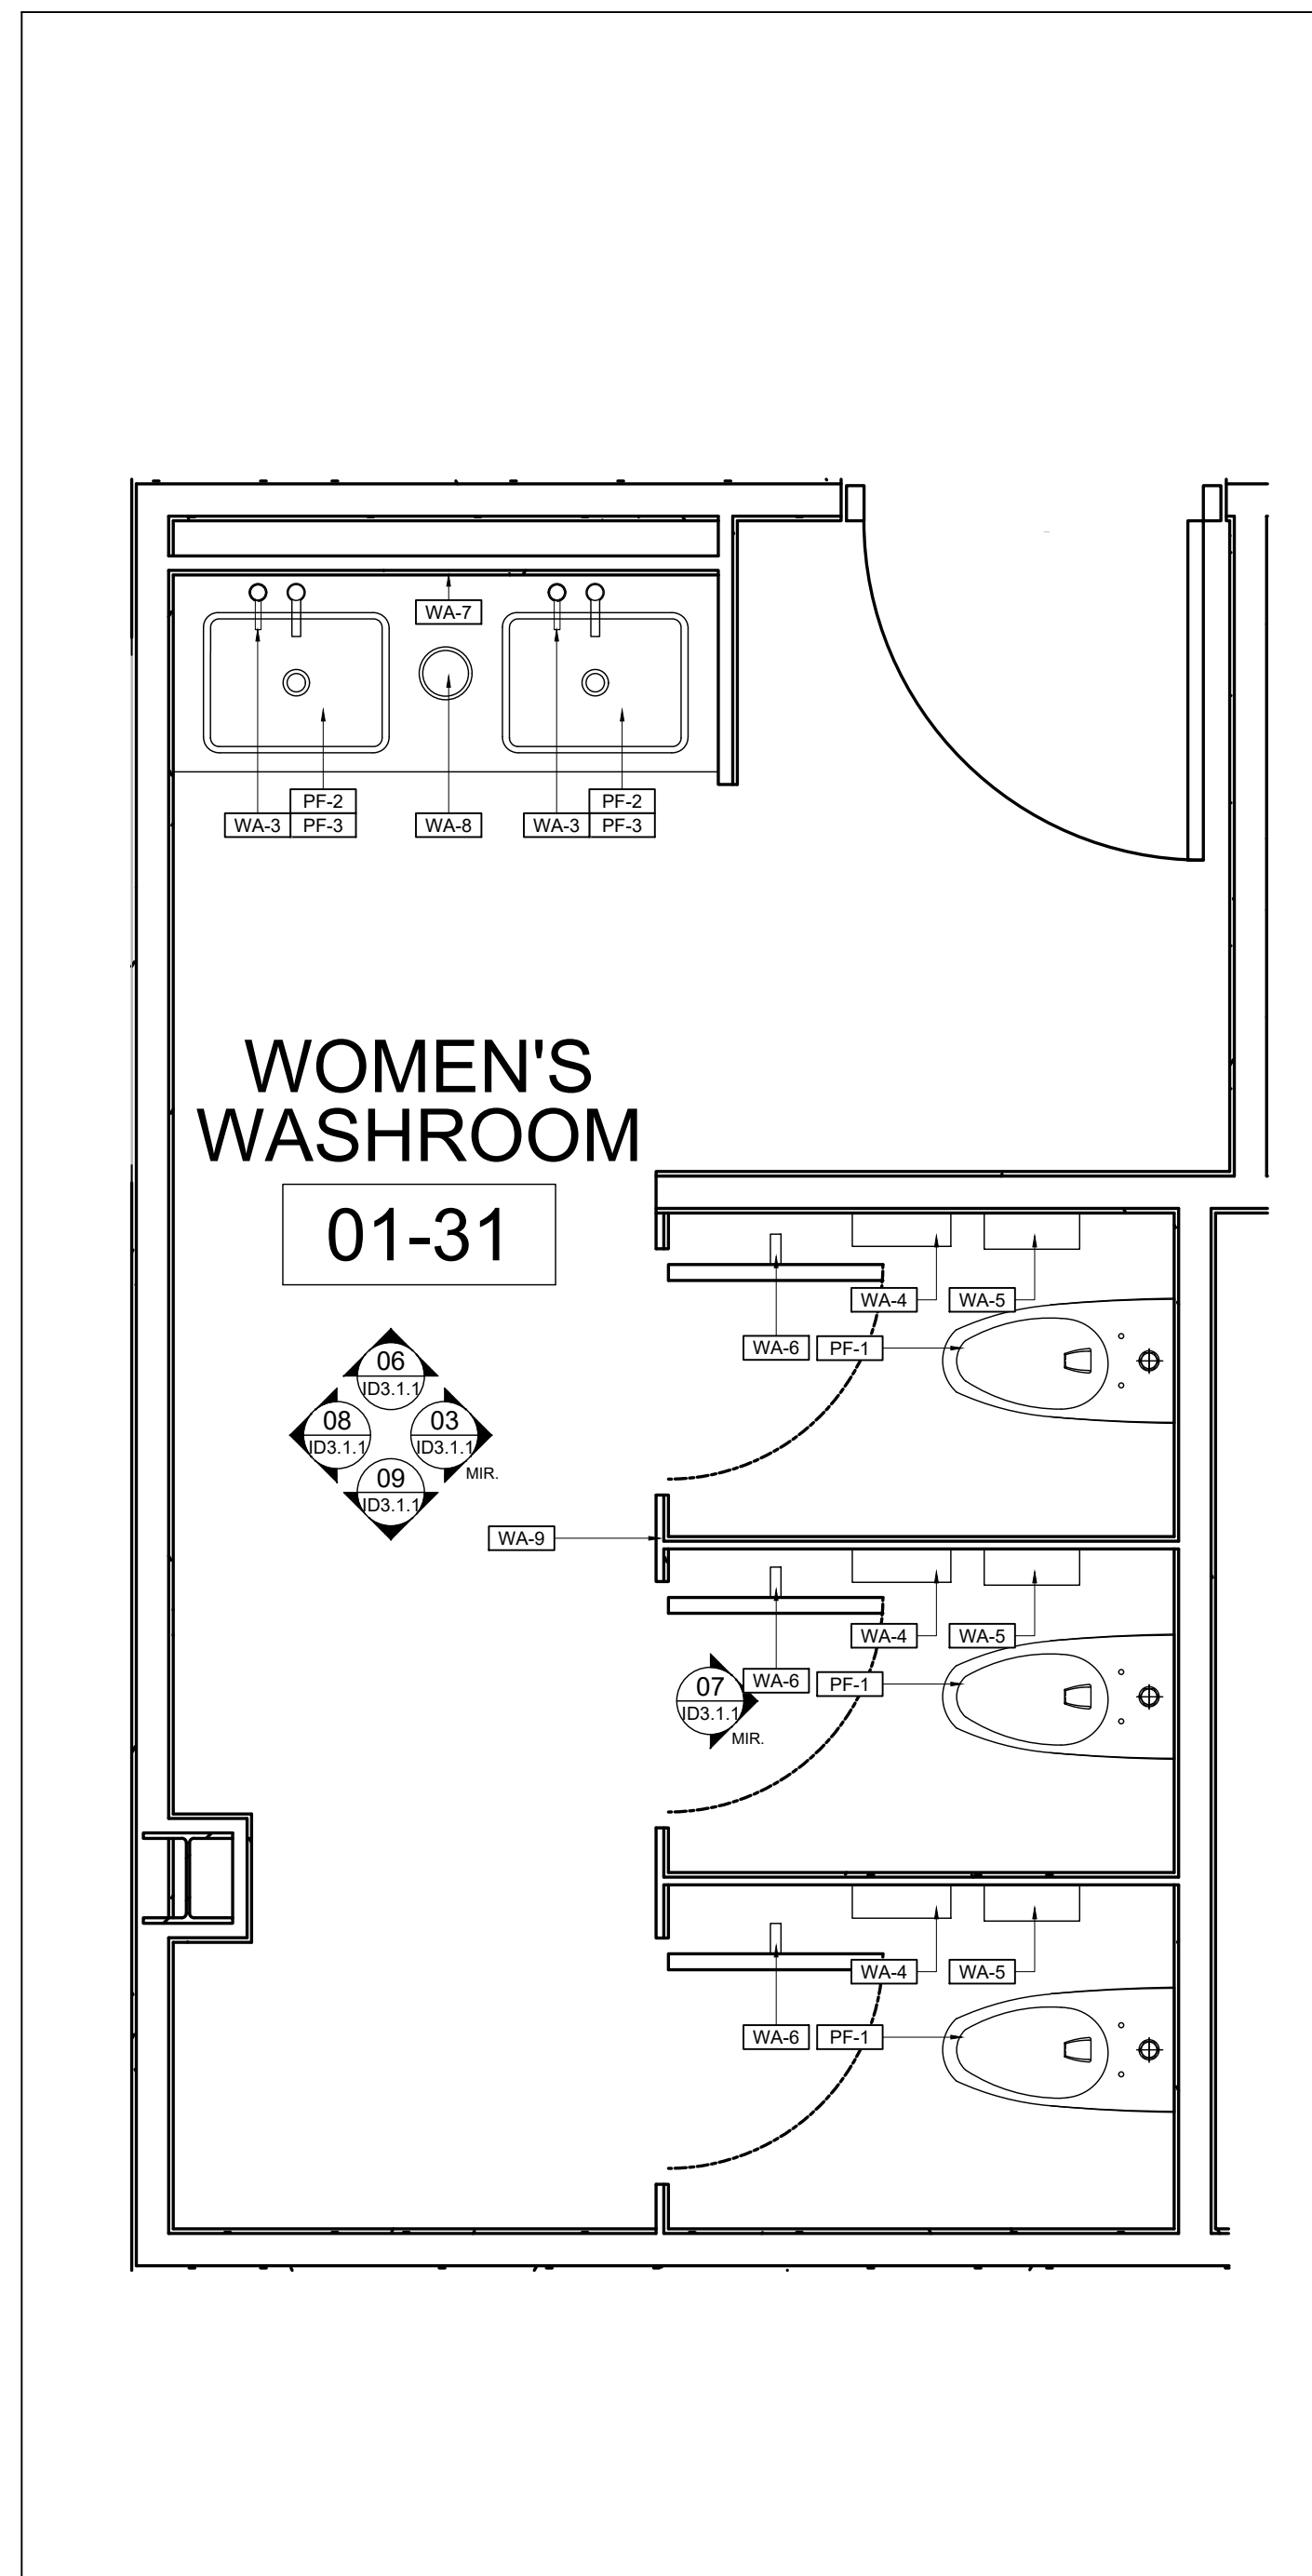 WA-7
PF-2
PF-2
WA-3
PF-3
WA-8
WA-3
PF-3
WOMEN'S
WASHROOM
01-31
WA-4
WA-5
WA-6
PF-1
06
ID3.1.1
08
ID3.1.1
03
ID3.1.1
MIR.
09
ID3.1.1
WA-9
WA-4
WA-5
WA-6
PF-1
07
ID3.1.1
MIR.
WA-4
WA-5
WA-6
PF-1